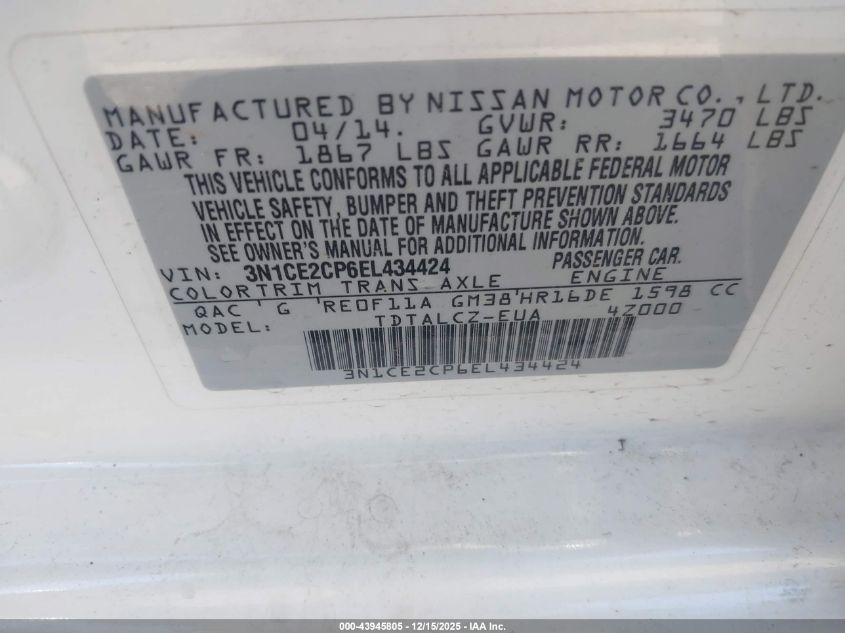 MANUFACTURED BY NISSAN MOTOR CO., LTD.
DATE: 04/14. GVWR: 3470 LBS
GAWR FR: 1867 LBS GAWR RR: 1664 LBS
THIS VEHICLE CONFORMS TO ALL APPLICABLE FEDERAL MOTOR
VEHICLE SAFETY, BUMPER AND THEFT PREVENTION STANDARDS
IN EFFECT ON THE DATE OF MANUFACTURE SHOWN ABOVE.
SEE OWNER'S MANUAL FOR ADDITIONAL INFORMATION.
VIN: 3N1CE2CP6EL434424 PASSENGER CAR.
COLOR TRIM TRANS AXLE ENGINE
QAC G RE0F11A GM38 HR16DE 1598 CC
MODEL: TDTALCZ-EUA 4Z000
3N1CE2CP6EL434424
000-43945805 - 12/15/2025 - IAA Inc.